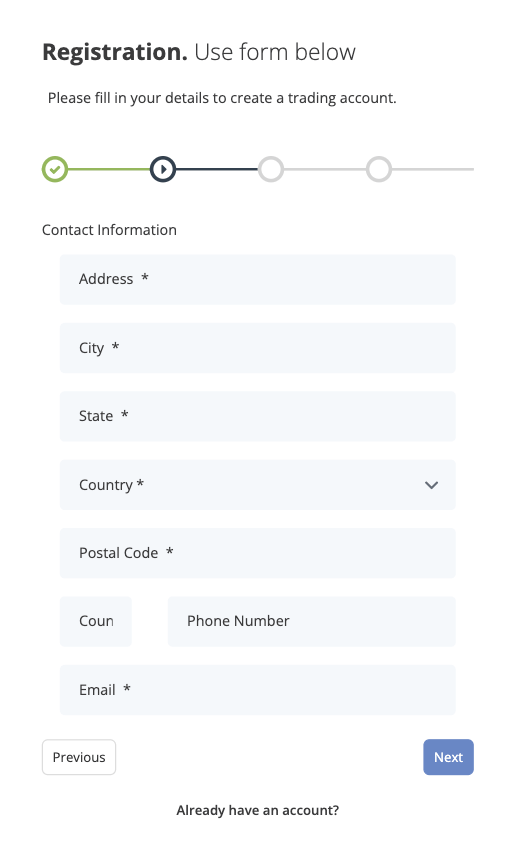 Registration. Use form below
Please fill in your details to create a trading account.
Contact Information
Address *
City *
State *
Country *
Postal Code *
Coun Phone Number
Email *
Previous Next
Already have an account?